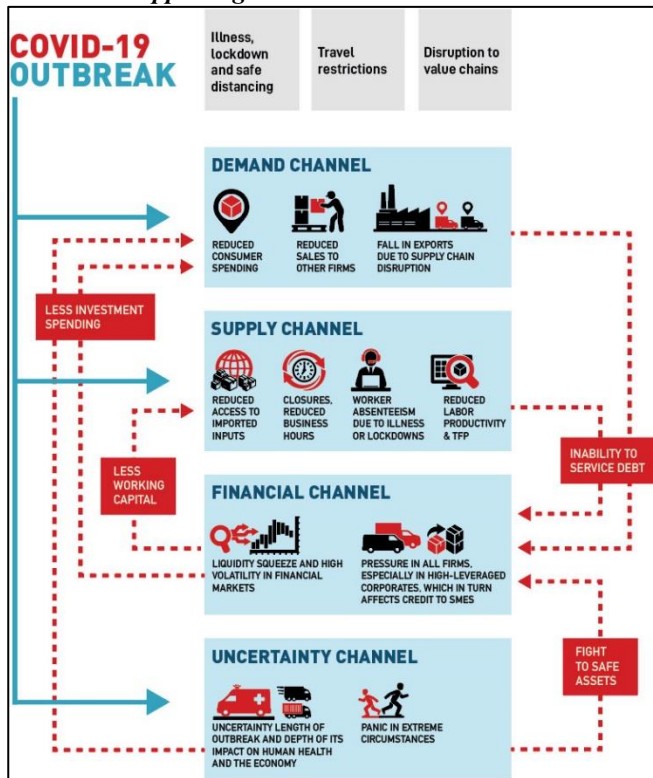 COVID-19
OUTBREAK
Illness,
lockdown
and safe
distancing
Travel
restrictions
Disruption to
value chains
DEMAND CHANNEL
REDUCED
CONSUMER
SPENDING
REDUCED
SALES TO
OTHER FIRMS
FALL IN EXPORTS
DUE TO SUPPLY CHAIN
DISRUPTION
LESS INVESTMENT
SPENDING
SUPPLY CHANNEL
REDUCED
ACCESS TO
IMPORTED
INPUTS
CLOSURES,
REDUCED
BUSINESS
HOURS
WORKER
ABSENTEEISM
DUE TO ILLNESS
OR LOCKDOWNS
REDUCED
LABOR
PRODUCTIVITY
& TFP
LESS
WORKING
CAPITAL
INABILITY TO
SERVICE DEBT
FINANCIAL CHANNEL
LIQUIDITY SQUEEZE AND HIGH
VOLATILITY IN FINANCIAL
MARKETS
PRESSURE IN ALL FIRMS,
ESPECIALLY IN HIGH-LEVERAGED
CORPORATES, WHICH IN TURN
AFFECTS CREDIT TO SMES
UNCERTAINTY CHANNEL
UNCERTAINTY LENGTH OF
OUTBREAK AND DEPTH OF ITS
IMPACT ON HUMAN HEALTH
AND THE ECONOMY
PANIC IN EXTREME
CIRCUMSTANCES
FIGHT
TO SAFE
ASSETS